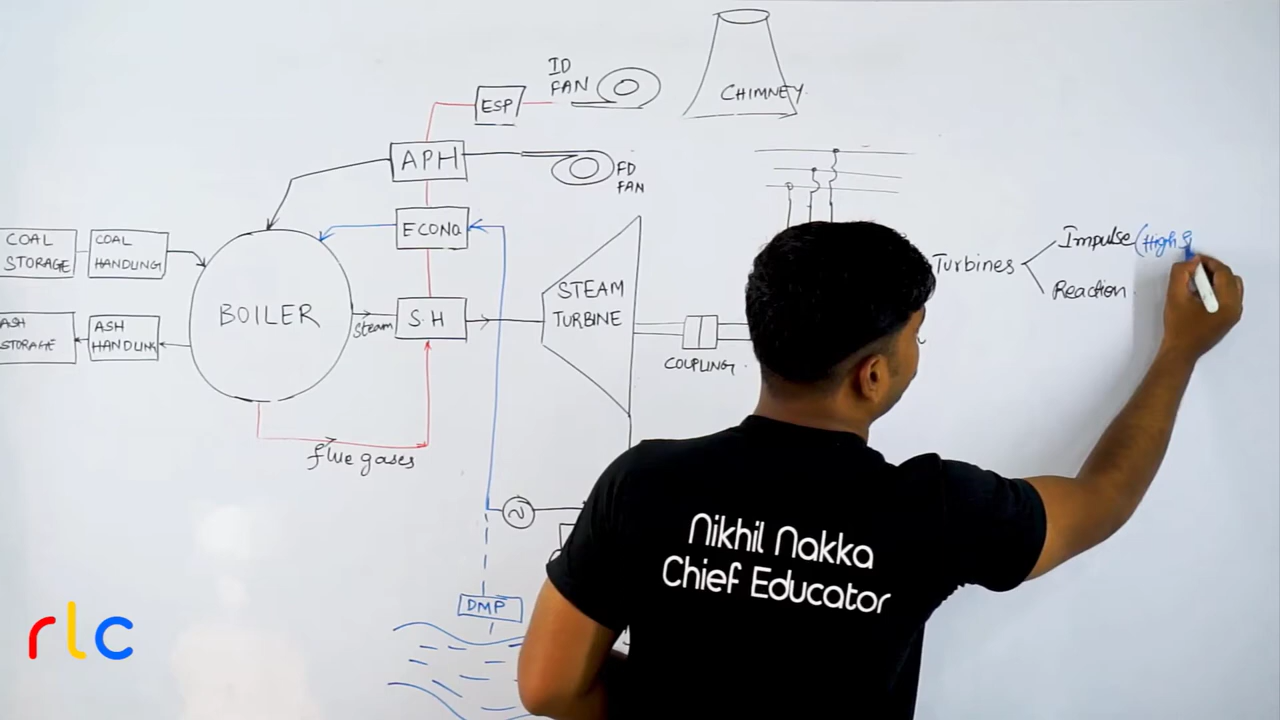 ID
FAN
CHIMNEY
ESP
APH
FD
FAN
ECONO
COAL
STORAGE
COAL
HANDLING
Turbines
Impulse (High
Reaction
STEAM
TURBINE
BOILER
steam
S.H
ASH
STORAGE
ASH
HANDLING
COUPLING
flue gases
Nikhil Nakka
Chief Educator
DMP
rlc